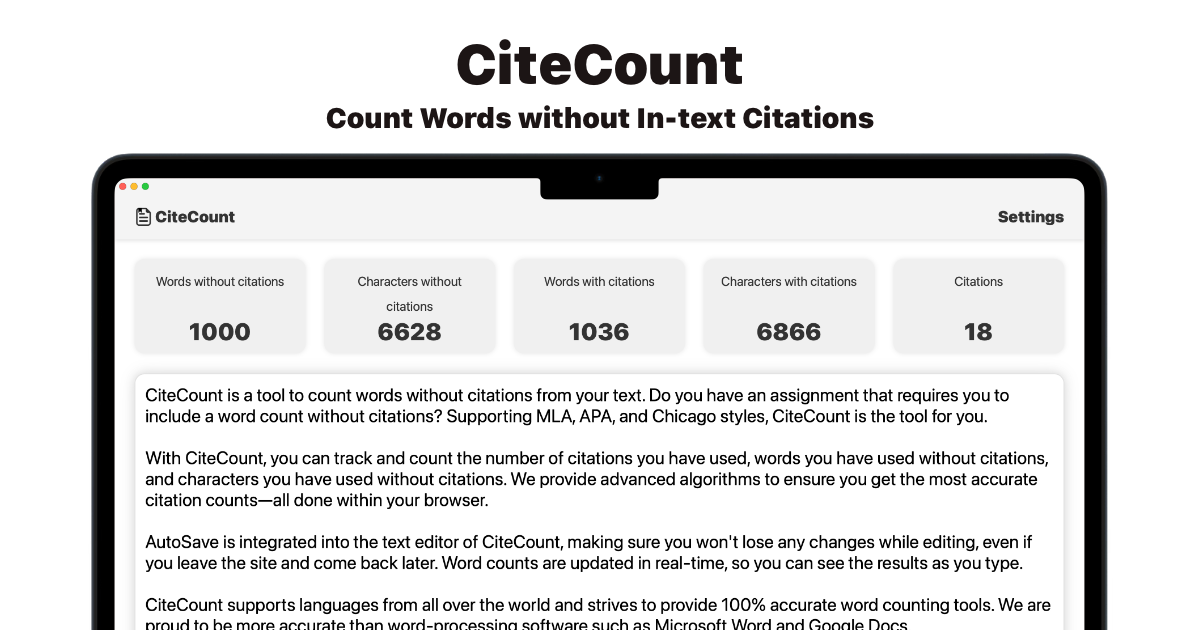 CiteCount
Count Words without In-text Citations
CiteCount
Settings
Words without citations
1000
Characters without
citations
6628
Words with citations
1036
Characters with citations
6866
Citations
18
CiteCount is a tool to count words without citations from your text. Do you have an assignment that requires you to
include a word count without citations? Supporting MLA, APA, and Chicago styles, CiteCount is the tool for you.
With CiteCount, you can track and count the number of citations you have used, words you have used without citations,
and characters you have used without citations. We provide advanced algorithms to ensure you get the most accurate
citation counts—all done within your browser.
AutoSave is integrated into the text editor of CiteCount, making sure you won't lose any changes while editing, even if
you leave the site and come back later. Word counts are updated in real-time, so you can see the results as you type.
CiteCount supports languages from all over the world and strives to provide 100% accurate word counting tools. We are
proud to be more accurate than word-processing software such as Microsoft Word and Google Docs.